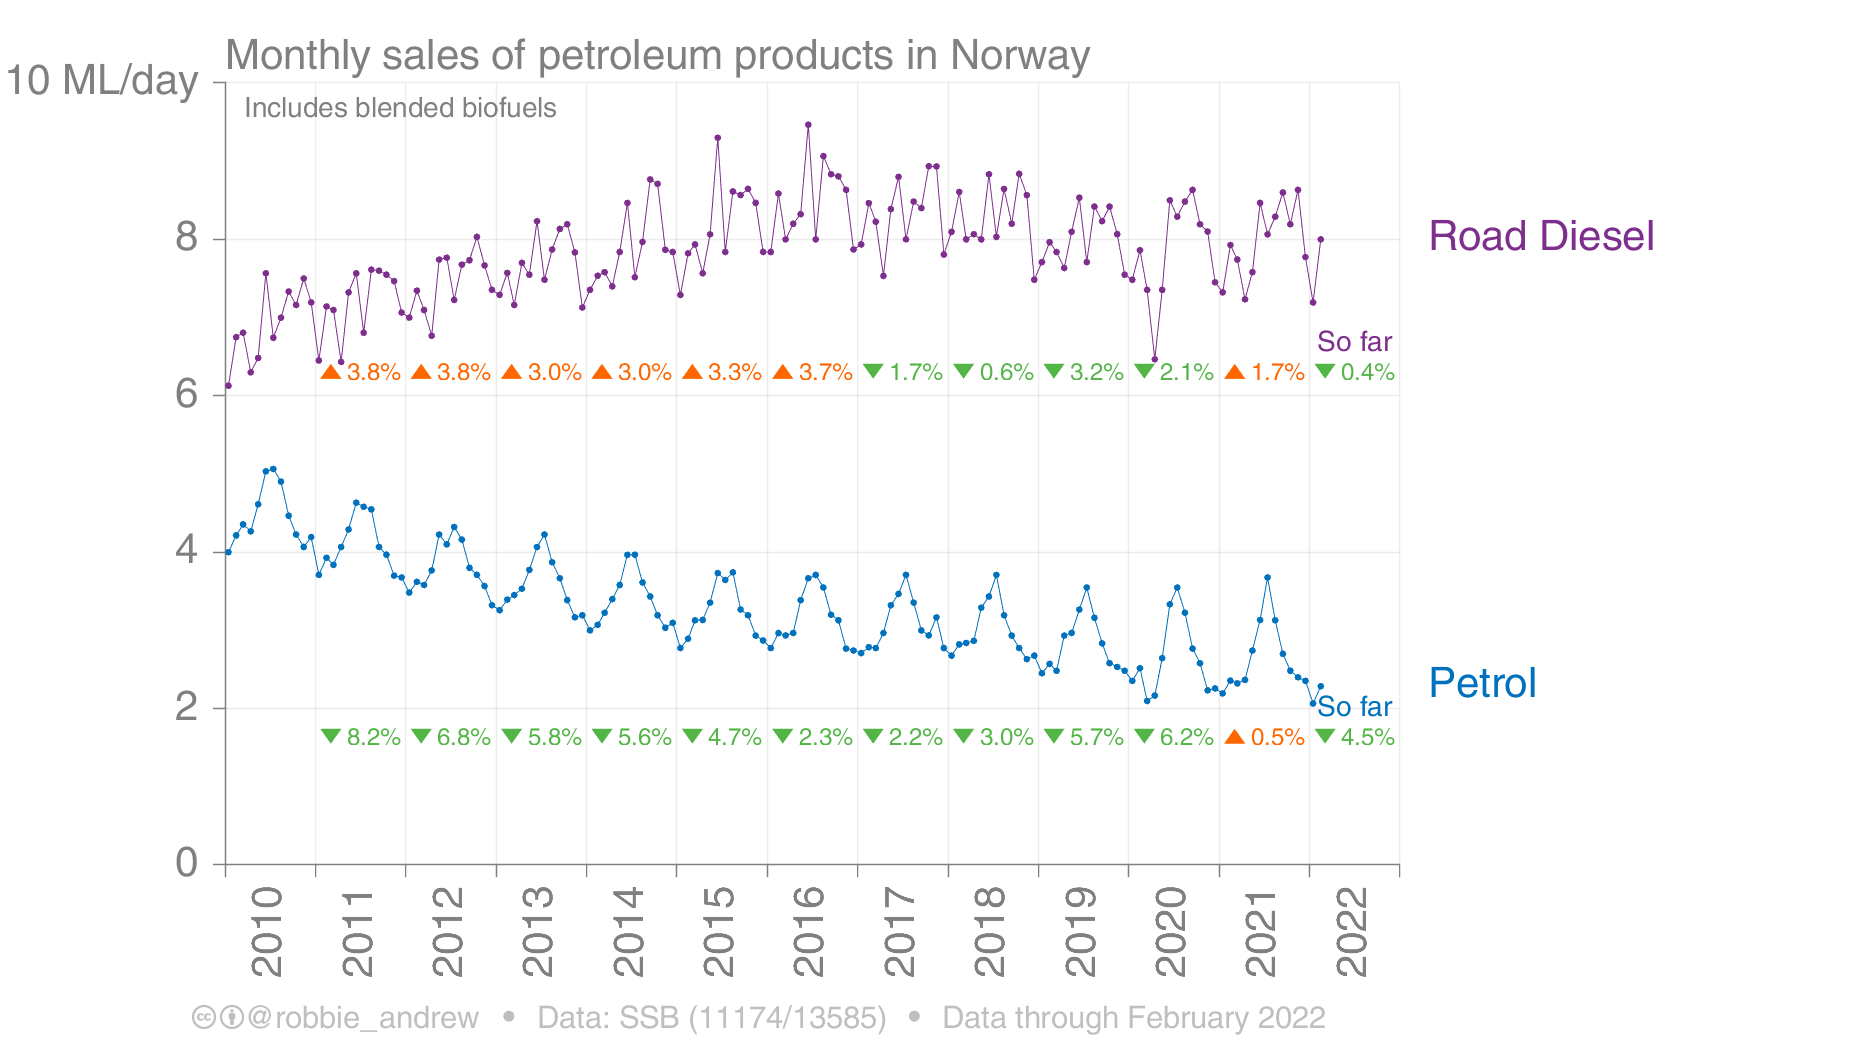 Monthly sales of petroleum products in Norway
10 ML/day
Includes blended biofuels
8
Road Diesel
So far
▲ 3.8% ▲ 3.8% ▲ 3.0% ▲ 3.0% ▲ 3.3% ▲ 3.7% ▼ 1.7% ▼ 0.6% ▼ 3.2% ▼ 2.1% ▲ 1.7% ▼ 0.4%
6
4
Petrol
2
So far
▼ 8.2% ▼ 6.8% ▼ 5.8% ▼ 5.6% ▼ 4.7% ▼ 2.3% ▼ 2.2% ▼ 3.0% ▼ 5.7% ▼ 6.2% ▲ 0.5% ▼ 4.5%
0
2010 2011 2012 2013 2014 2015 2016 2017 2018 2019 2020 2021 2022
cc @robbie_andrew • Data: SSB (11174/13585) • Data through February 2022